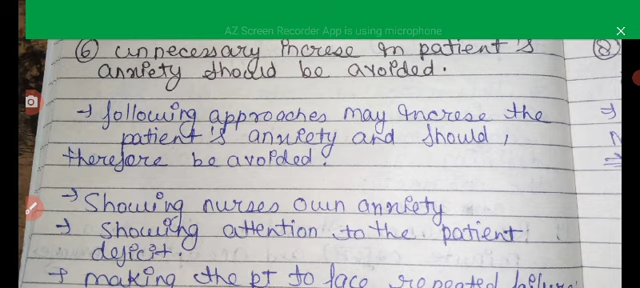 AZ Screen Recorder App is using microphone
⑥ unnecessary increse in patient's
anxiety should be avoided.
⑧
→ following approaches may increse the
patient's anxiety and should,
therefore be avoided.
→ Showing nurses own anxiety
→ showing attention to the patient
deficit.
→ making the PT to face repeated failure